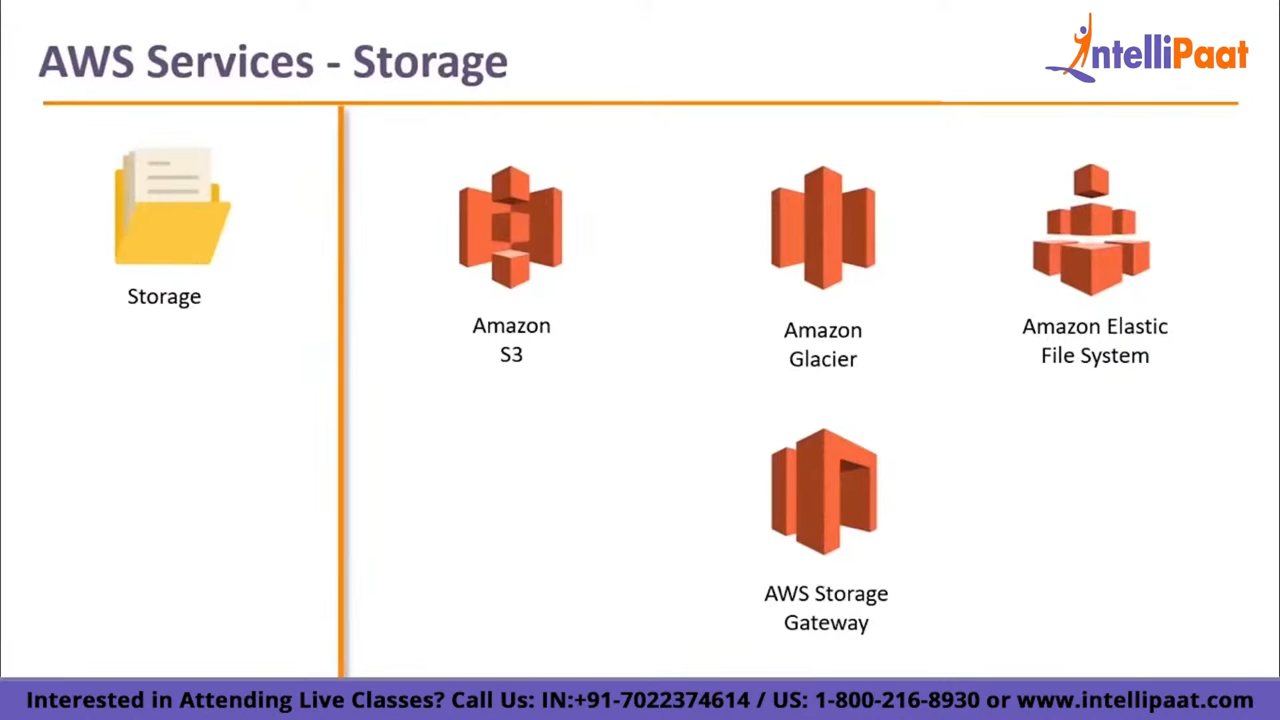 AWS Services - Storage
IntelliPaat
Storage
Amazon
S3
Amazon
Glacier
Amazon Elastic
File System
AWS Storage
Gateway
Interested in Attending Live Classes? Call Us: IN:+91-7022374614 / US: 1-800-216-8930 or www.intellipaat.com